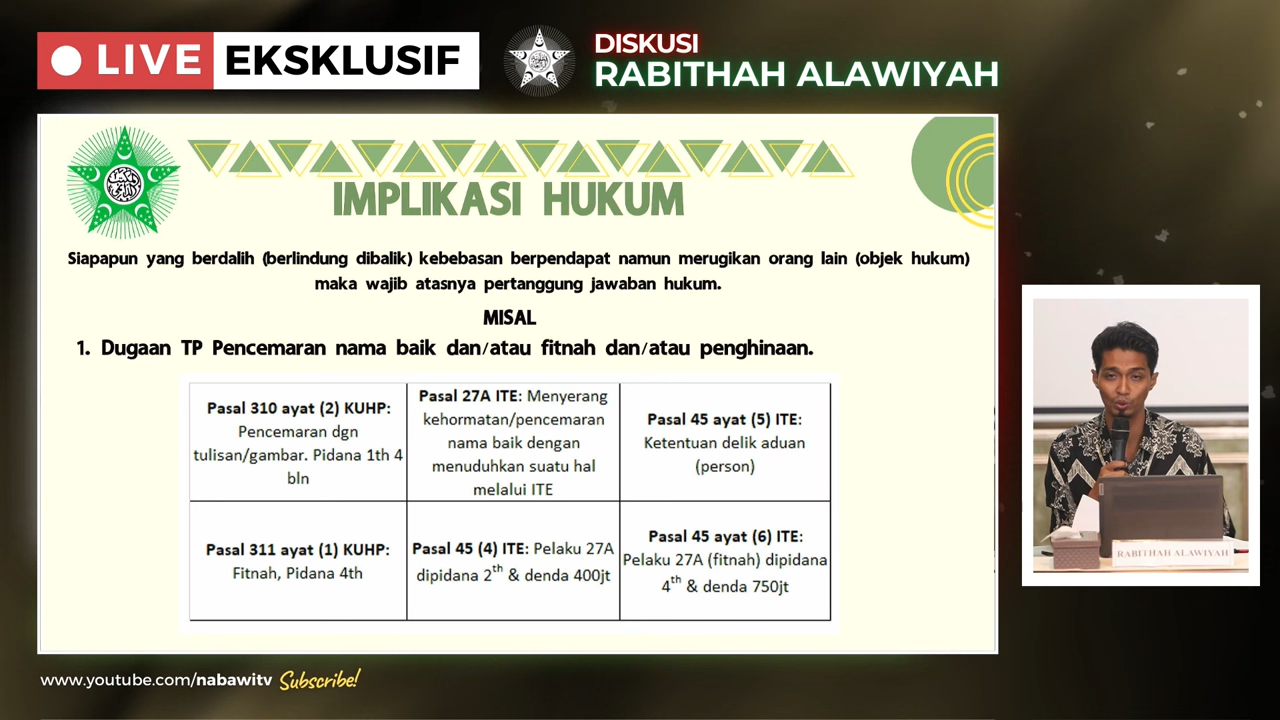 LIVE EKSKLUSIF
DISKUSI
RABITHAH ALAWIYAH
IMPLIKASI HUKUM
Siapapun yang berdalih (berlindung dibalik) kebebasan berpendapat namun merugikan orang lain (objek hukum)
maka wajib atasnya pertanggung jawaban hukum.
MISAL
1. Dugaan TP Pencemaran nama baik dan/atau fitnah dan/atau penghinaan.
Pasal 310 ayat (2) KUHP:
Pencemaran dgn
tulisan/gambar. Pidana 1th 4
bln
Pasal 27A ITE: Menyerang
kehormatan/pencemaran
nama baik dengan
menuduhkan suatu hal
melalui ITE
Pasal 45 ayat (5) ITE:
Ketentuan delik aduan
(person)
Pasal 311 ayat (1) KUHP:
Fitnah, Pidana 4th
Pasal 45 (4) ITE: Pelaku 27A
dipidana 2th & denda 400jt
Pasal 45 ayat (6) ITE:
Pelaku 27A (fitnah) dipidana
4th & denda 750jt
RABITHAH ALAWIYAH
www.youtube.com/nabawitv Subscribe!